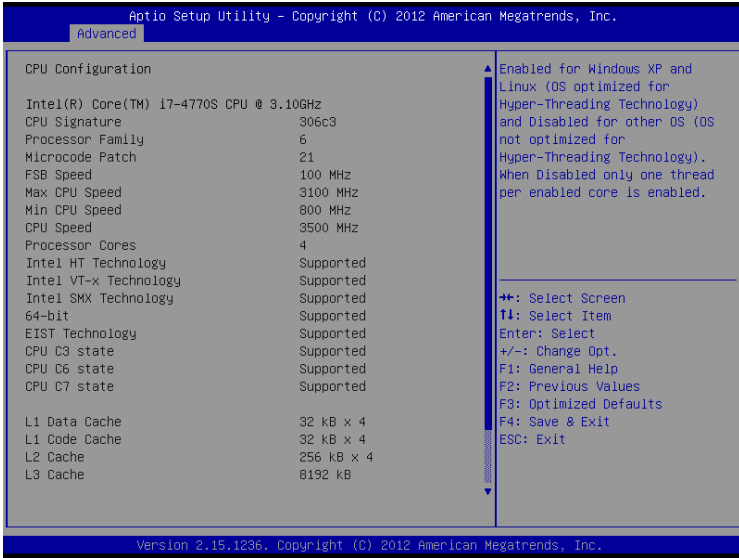 Aptio Setup Utility – Copyright (C) 2012 American Megatrends, Inc.
Advanced
CPU Configuration
Intel(R) Core(TM) i7-4770S CPU @ 3.10GHz
CPU Signature 306c3
Processor Family 6
Microcode Patch 21
FSB Speed 100 MHz
Max CPU Speed 3100 MHz
Min CPU Speed 800 MHz
CPU Speed 3500 MHz
Processor Cores 4
Intel HT Technology Supported
Intel VT-x Technology Supported
Intel SMX Technology Supported
64-bit Supported
EIST Technology Supported
CPU C3 state Supported
CPU C6 state Supported
CPU C7 state Supported
L1 Data Cache 32 kB x 4
L1 Code Cache 32 kB x 4
L2 Cache 256 kB x 4
L3 Cache 8192 kB
Enabled for Windows XP and
Linux (OS optimized for
Hyper-Threading Technology)
and Disabled for other OS (OS
not optimized for
Hyper-Threading Technology).
When Disabled only one thread
per enabled core is enabled.
→←: Select Screen
↑↓: Select Item
Enter: Select
+/-: Change Opt.
F1: General Help
F2: Previous Values
F3: Optimized Defaults
F4: Save & Exit
ESC: Exit
Version 2.15.1236. Copyright (C) 2012 American Megatrends, Inc.